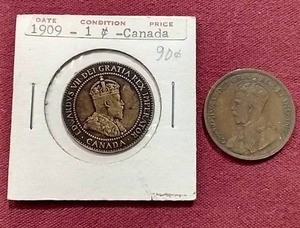 DATE CONDITION PRICE
1909 - 1 ¢ -Canada
90¢
EDWARDVS VII DEI GRATIA REX IMPERATOR
CANADA